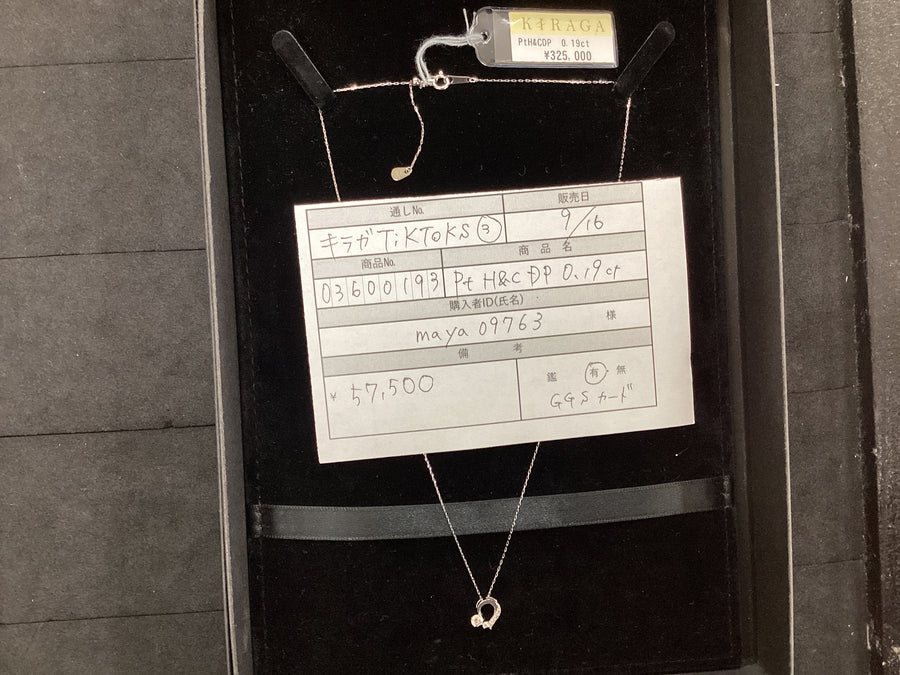 KIRAGA
PtH&CDP 0.19ct
¥325,000
通しNo.
販売日
キラガTiKToKS③
9/16
商品No.
商品名
03600193
Pt H&C DP 0.19ct
購入者ID(氏名)
maya 09763 様
備考
¥ 57,500
鑑 有・無
GGSカード